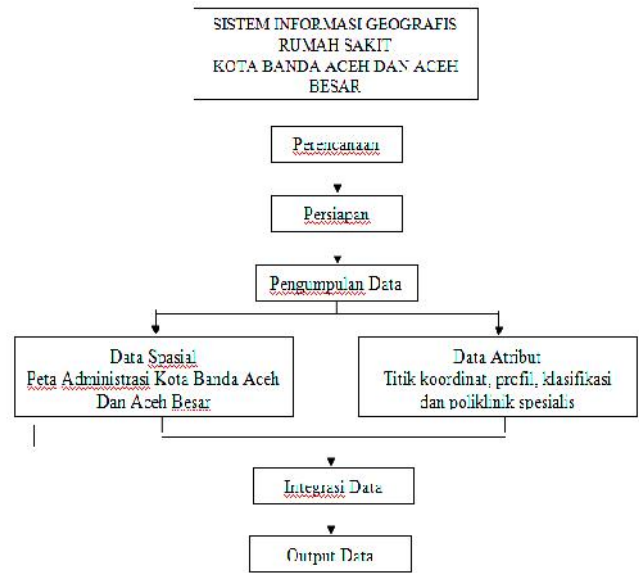 SISTEM INFORMASI GEOGRAFIS
RUMAH SAKIT
KOTA BANDA ACEH DAN ACEH
BESAR
Perencanaan
Persiapan
Pengumpulan Data
Data Spasial
Peta Administrasi Kota Banda Aceh
Dan Aceh Besar
Data Atribut
Titik koordinat, profil, klasifikasi
dan poliklinik spesialis
Integrasi Data
Output Data